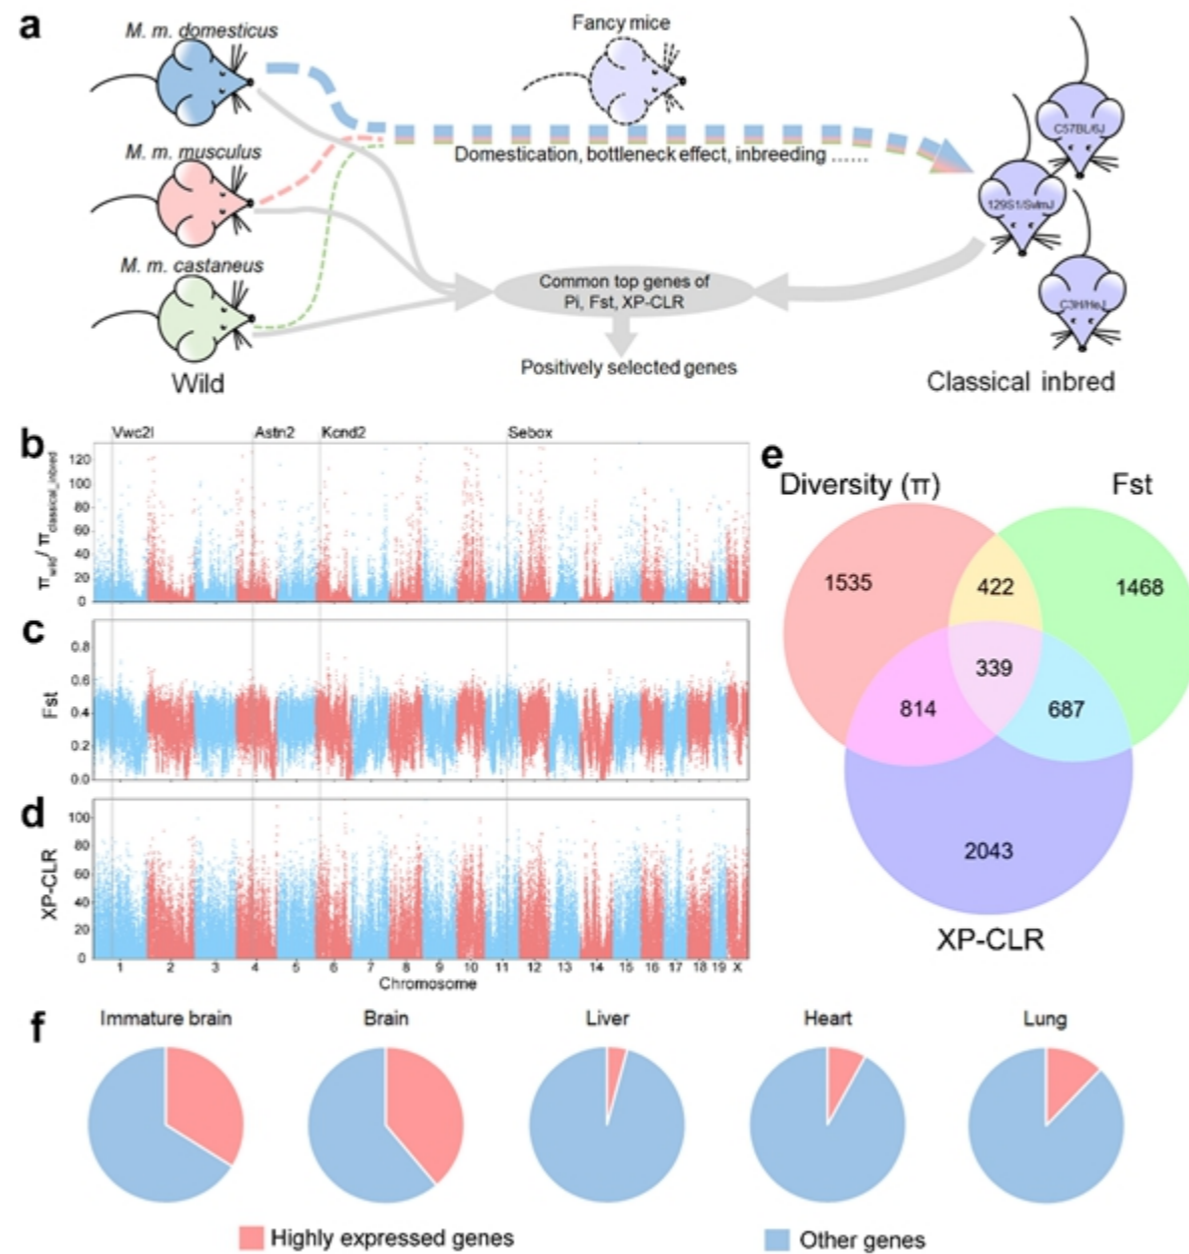 a
M. m. domesticus
Fancy mice
C57BL/6J
M. m. musculus
Domestication, bottleneck effect, inbreeding ......
129S1/SvImJ
M. m. castaneus
Common top genes of
Pi, Fst, XP-CLR
C3H/HeJ
Positively selected genes
Wild
Classical inbred
b
Vwc2l
Astn2
Kcnd2
Sebox
π wild / π classical_inbred
120
100
80
60
40
20
0
c
Fst
0.8
0.6
0.4
0.2
0.0
d
XP-CLR
100
80
60
40
20
0
1 2 3 4 5 6 7 8 9 10 11 12 13 14 15 16 17 18 19 X
Chromosome
e
Diversity (π)
Fst
1535
422
1468
339
814
687
2043
XP-CLR
f
Immature brain
Brain
Liver
Heart
Lung
Highly expressed genes
Other genes